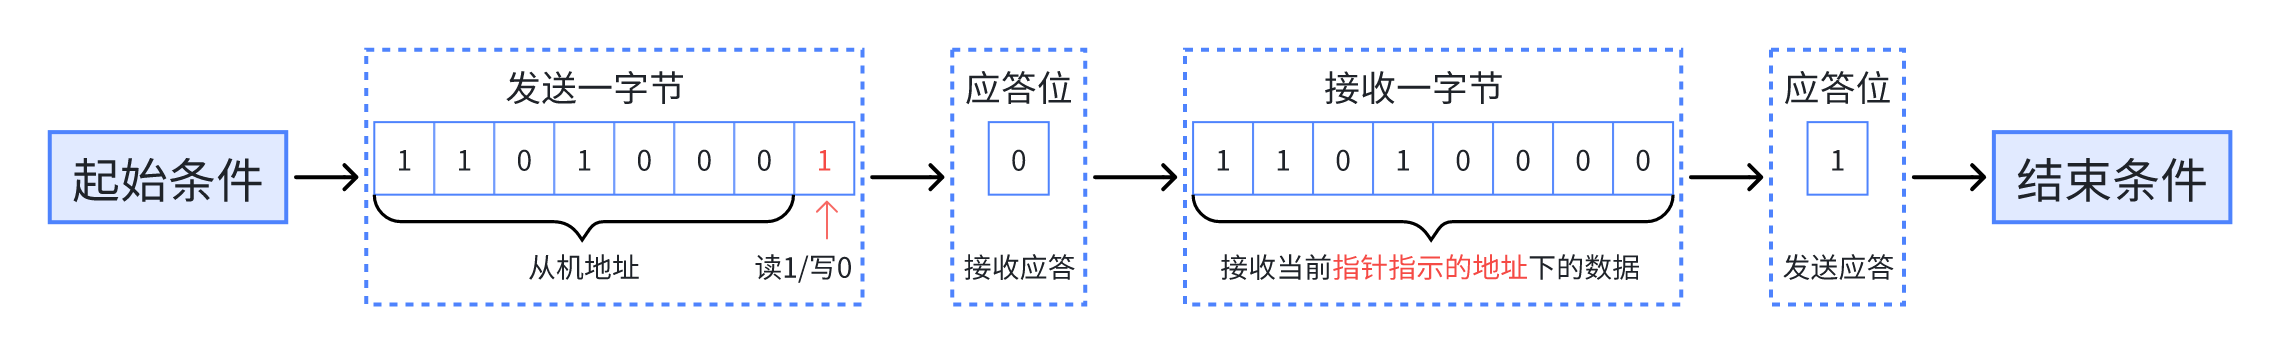 起始条件
发送一字节
1 1 0 1 0 0 0 1
从机地址
读1/写0
应答位
0
接收应答
接收一字节
1 1 0 1 0 0 0 0
接收当前指针指示的地址下的数据
应答位
1
发送应答
结束条件